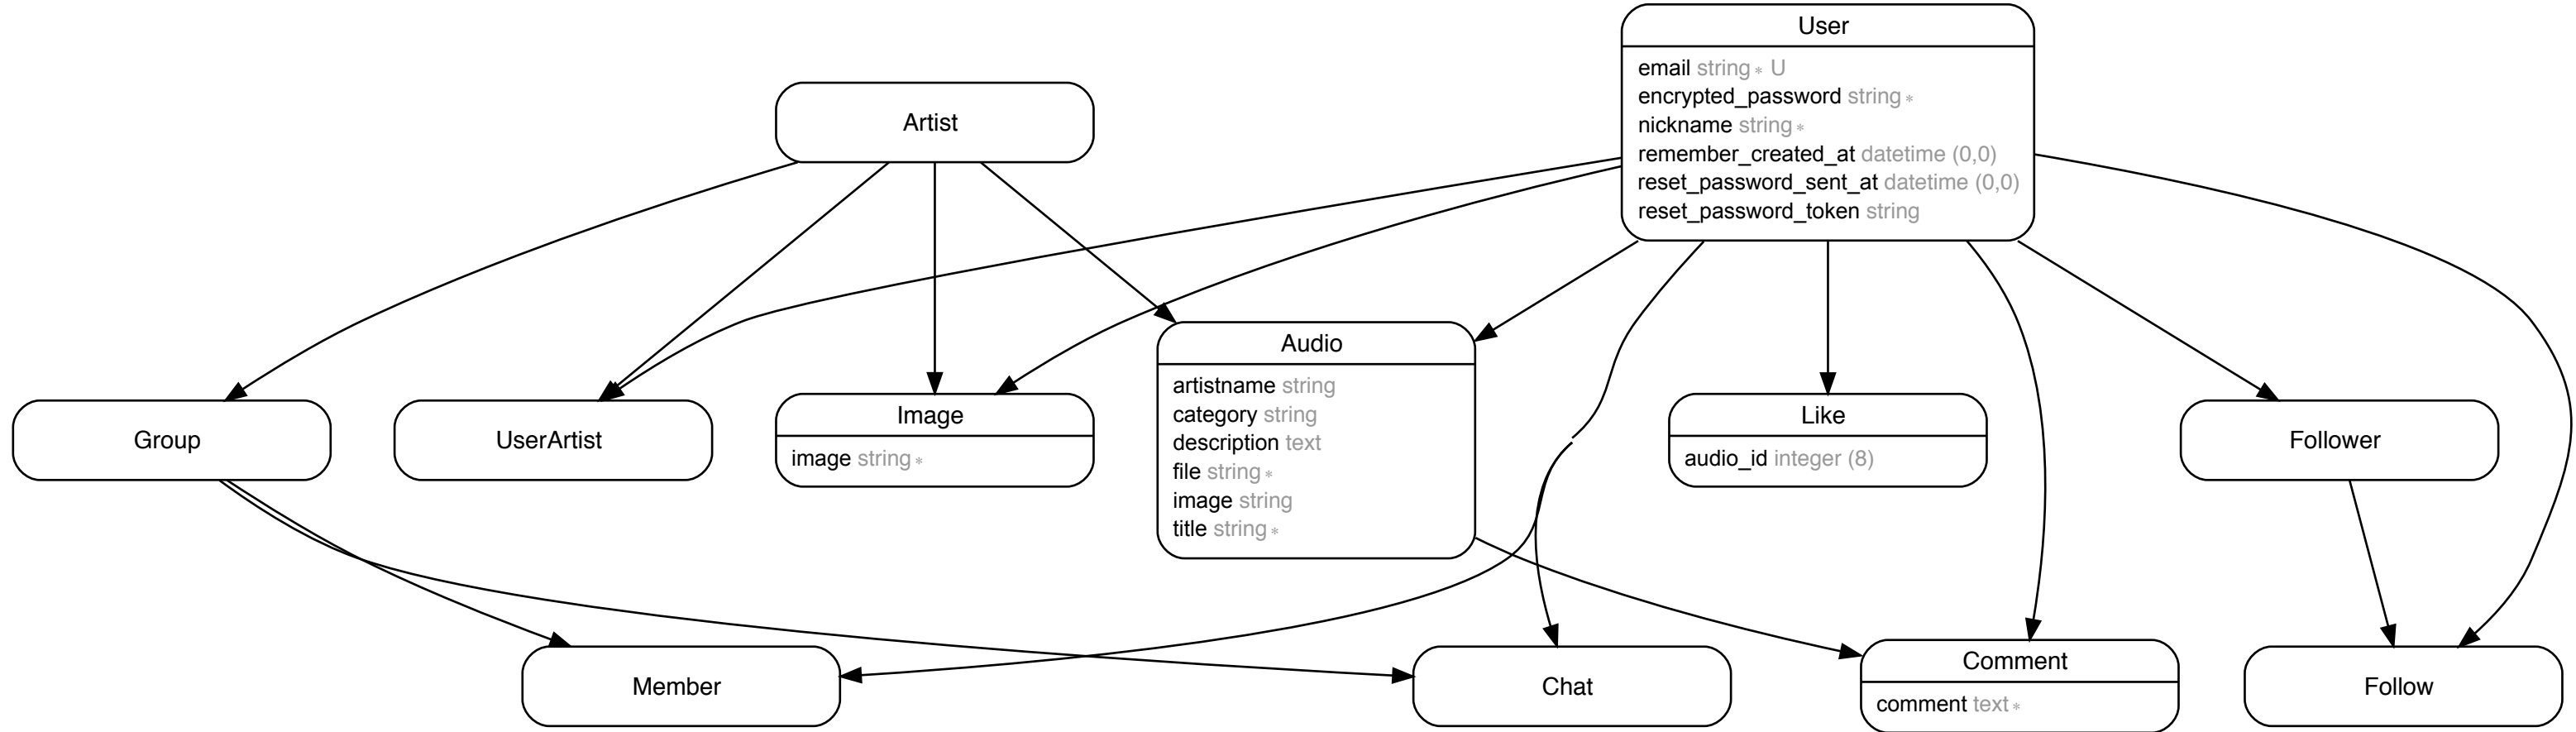 User
email string * U
encrypted_password string *
nickname string *
remember_created_at datetime (0,0)
reset_password_sent_at datetime (0,0)
reset_password_token string
Artist
Group
UserArtist
Image
image string *
Audio
artistname string
category string
description text
file string *
image string
title string *
Like
audio_id integer (8)
Follower
Member
Chat
Comment
comment text *
Follow